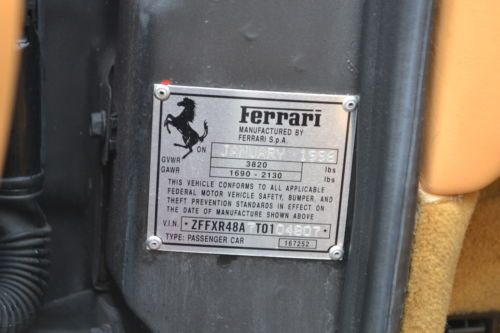 Ferrari
MANUFACTURED BY
FERRARI S.p.A.
ON JANUARY
GVWR 3820 lbs
GAWR 1690 - 2130 lbs
THIS VEHICLE CONFORMS TO ALL APPLICABLE
FEDERAL MOTOR VEHICLE SAFETY, BUMPER, AND
THEFT PREVENTION STANDARDS IN EFFECT ON
THE DATE OF MANUFACTURE SHOWN ABOVE
V.I.N.
TYPE: PASSENGER CAR 167252